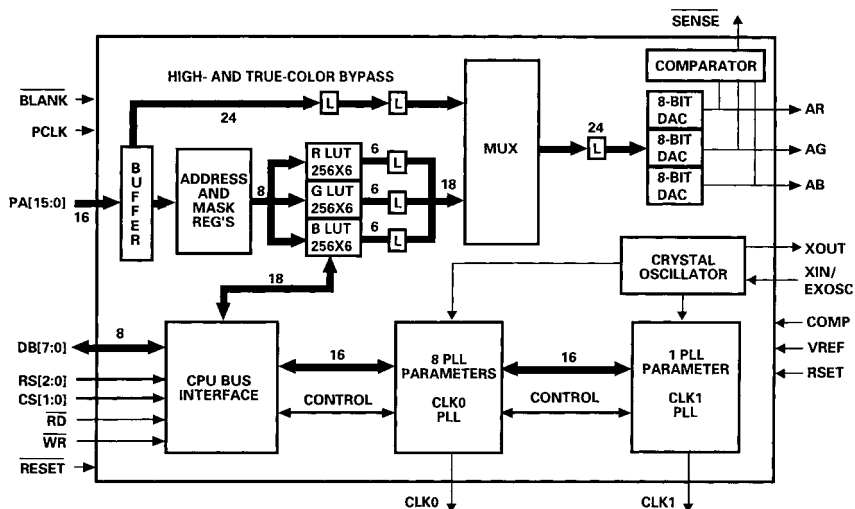 SENSE
COMPARATOR
HIGH- AND TRUE-COLOR BYPASS
BLANK
PCLK
24
L
L
MUX
24
L
8-BIT
DAC
8-BIT
DAC
8-BIT
DAC
AR
AG
AB
PA[15:0]
16
BUFFER
ADDRESS
AND
MASK
REG'S
8
R LUT
256X6
G LUT
256X6
B LUT
256X6
6
L
6
L
6
L
18
18
CRYSTAL
OSCILLATOR
XOUT
XIN/
EXOSC
COMP
VREF
RSET
DB[7:0]
8
RS[2:0]
CS[1:0]
RD
WR
RESET
CPU BUS
INTERFACE
16
CONTROL
8 PLL
PARAMETERS
CLK0
PLL
16
CONTROL
1 PLL
PARAMETER
CLK1
PLL
CLK0
CLK1